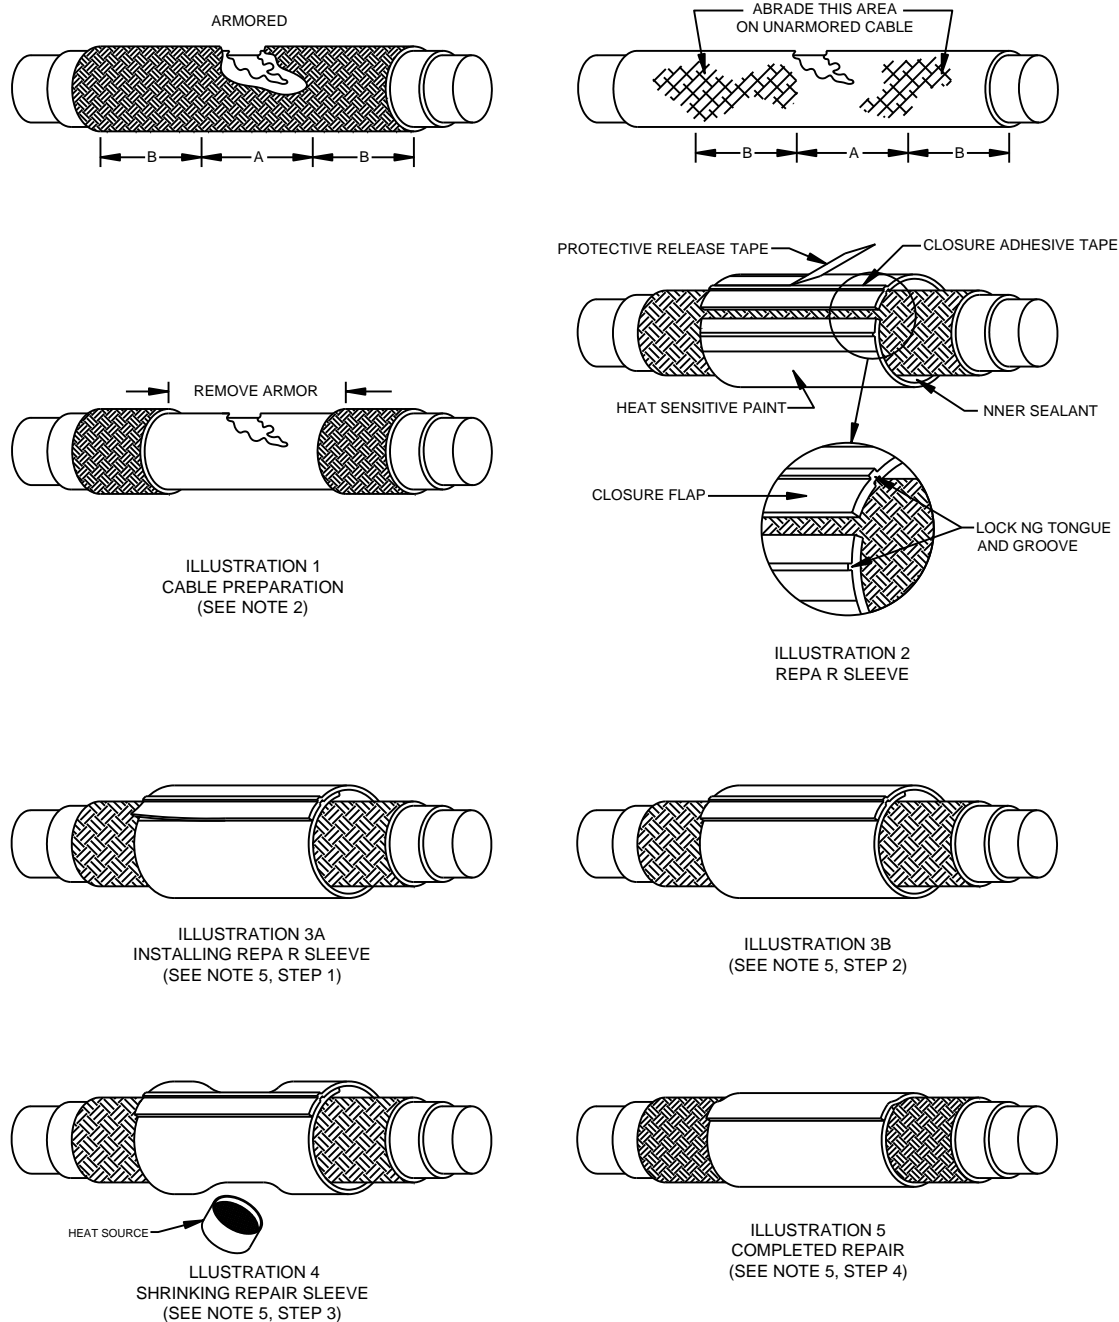 ARMORED
ABRADE THIS AREA
ON UNARMORED CABLE
B A B
B A B
PROTECTIVE RELEASE TAPE
CLOSURE ADHESIVE TAPE
REMOVE ARMOR
HEAT SENSITIVE PAINT
NNER SEALANT
CLOSURE FLAP
LOCK NG TONGUE
AND GROOVE
ILLUSTRATION 1
CABLE PREPARATION
(SEE NOTE 2)
ILLUSTRATION 2
REPA R SLEEVE
ILLUSTRATION 3A
INSTALLING REPA R SLEEVE
(SEE NOTE 5, STEP 1)
ILLUSTRATION 3B
(SEE NOTE 5, STEP 2)
HEAT SOURCE
LLUSTRATION 4
SHRINKING REPAIR SLEEVE
(SEE NOTE 5, STEP 3)
ILLUSTRATION 5
COMPLETED REPAIR
(SEE NOTE 5, STEP 4)